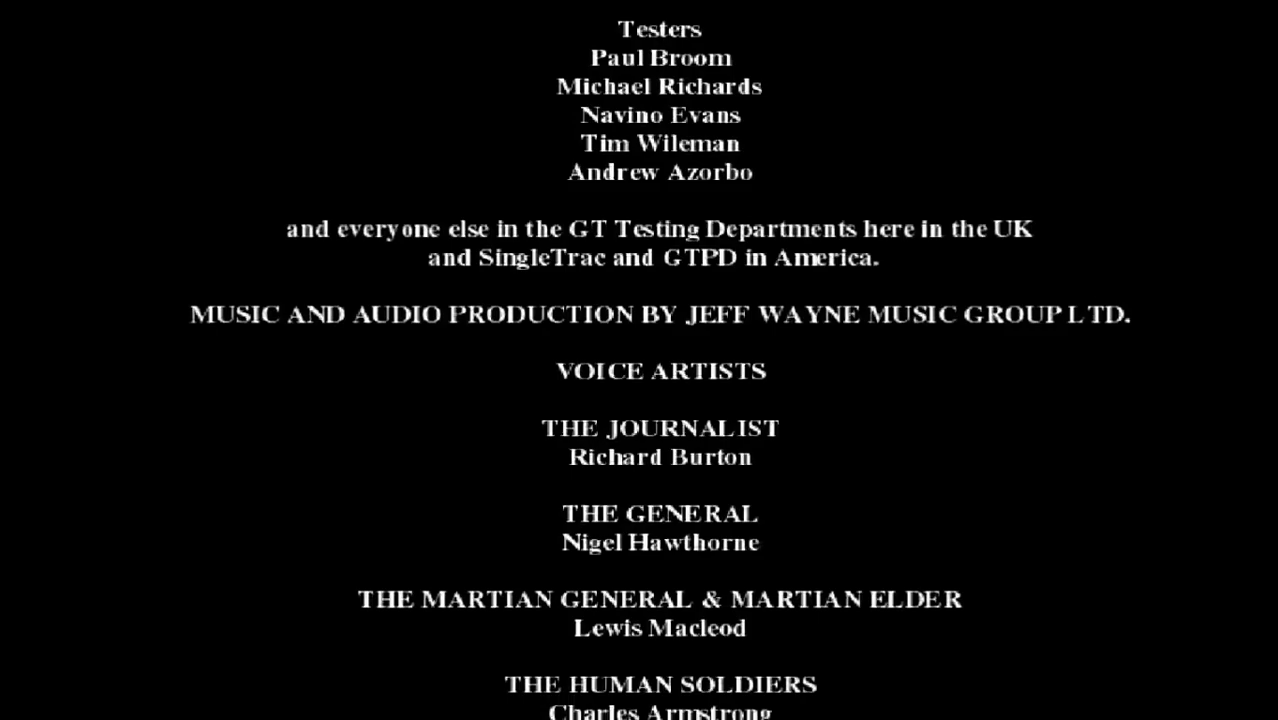 Testers
Paul Broom
Michael Richards
Navino Evans
Tim Wileman
Andrew Azorbo
and everyone else in the GT Testing Departments here in the UK
and SingleTrac and GTPD in America.
MUSIC AND AUDIO PRODUCTION BY JEFF WAYNE MUSIC GROUP LTD.
VOICE ARTISTS
THE JOURNALIST
Richard Burton
THE GENERAL
Nigel Hawthorne
THE MARTIAN GENERAL & MARTIAN ELDER
Lewis Macleod
THE HUMAN SOLDIERS
Charles Armstrong